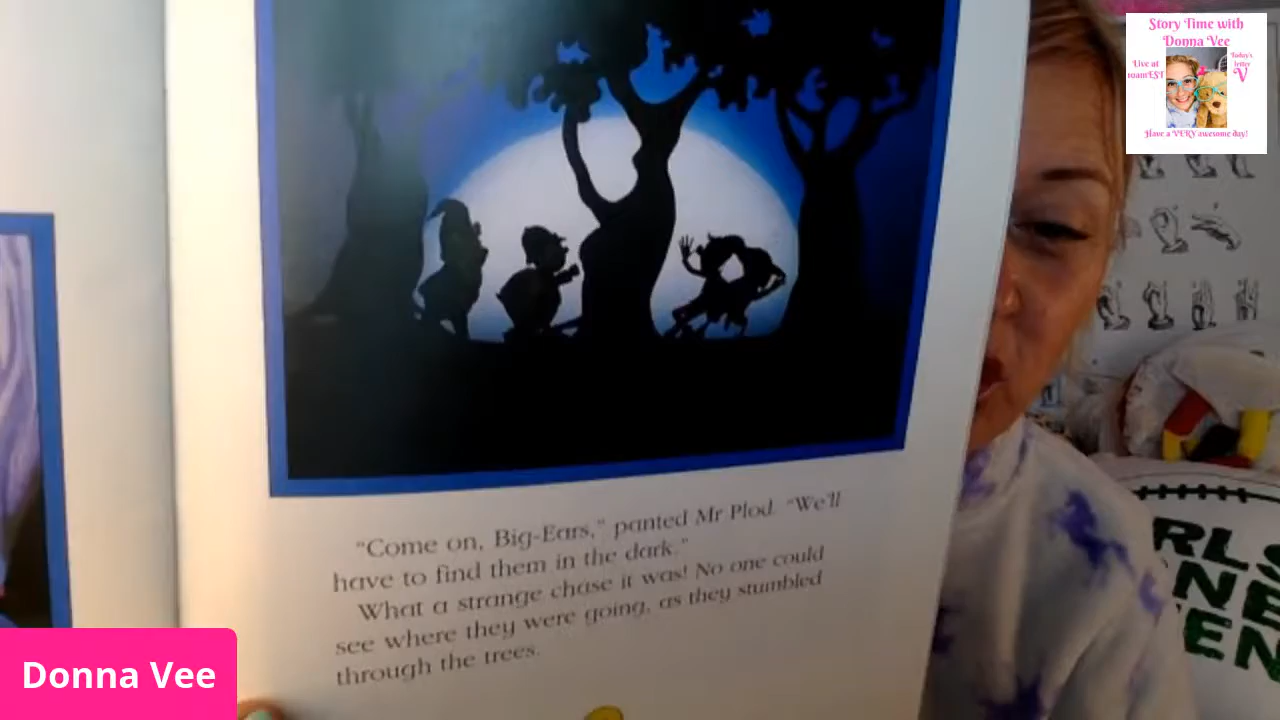 Story Time with
Donna Vee
Live at
10amEST
Today's
letter
V
Have a VERY awesome day!
"Come on, Big-Ears," panted Mr Plod. "We'll
have to find them in the dark."
What a strange chase it was! No one could
see where they were going, as they stumbled
through the trees.
Donna Vee